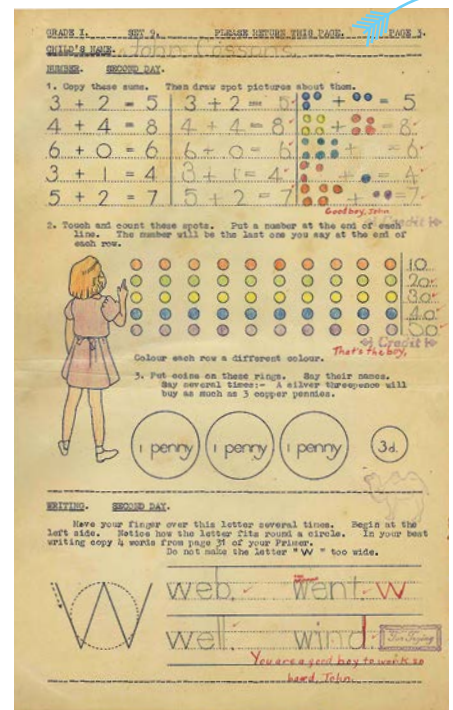 GRADE I. SET 9. PLEASE RETURN THIS PAGE. PAGE 3.
CHILD'S NAME. John Cassons.
NUMBER. SECOND DAY.
1. Copy these sums. Then draw spot pictures about them.
3 + 2 = 5 3 + 2 = 5 + = 5
4 + 4 = 8 4 + 4 = 8 + = 8
6 + 0 = 6 6 + 0 = 6 + = 6
3 + 1 = 4 3 + 1 = 4 + = 4
5 + 2 = 7 5 + 2 = 7 + = 7
Good boy, John
Credit
2. Touch and count these spots. Put a number at the end of each
line. The number will be the last one you say at the end of
each row.
10
20
30
40
50
Credit
That's the boy,
Colour each row a different colour.
3. Put coins on these rings. Say their names.
Say several times:- A silver threepence will
buy as much as 3 copper pennies.
1 penny 1 penny 1 penny 3d.
WRITING. SECOND DAY.
Move your finger over this letter several times. Begin at the
left side. Notice how the letter fits round a circle. In your best
writing copy 4 words from page 31 of your Primer.
Do not make the letter "W" too wide.
W web. went. w
well. wind. For Trying
You are a good boy to work so
hard, John.